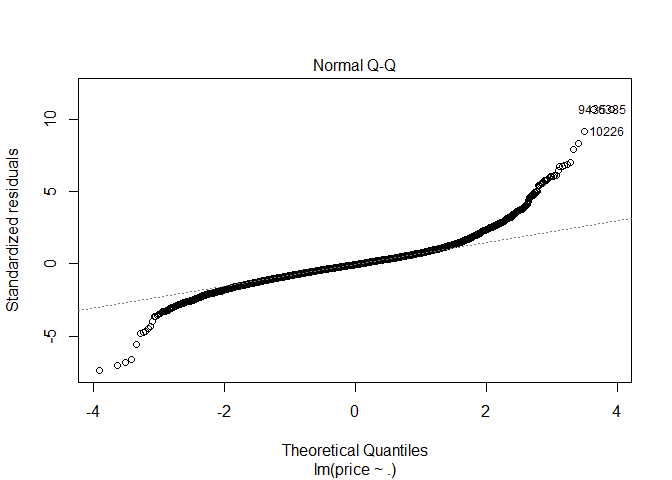 Normal Q-Q
Standardized residuals
10
5
0
-5
10226
-4
-2
0
2
4
Theoretical Quantiles
lm(price ~ .)